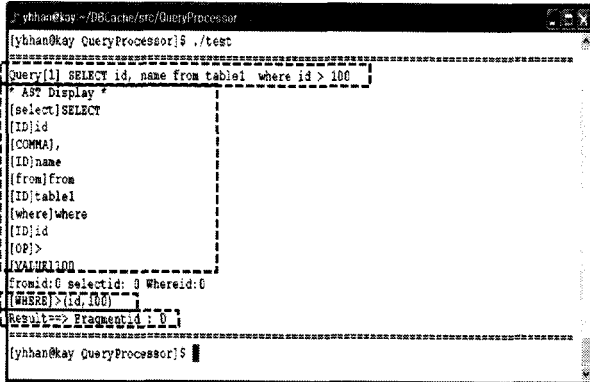 yhhan@kay ~/DBCache/src/QueryProcessor
[yhhan@kay QueryProcessor]$ ./test
Query[1] SELECT id, name from table1 where id > 100
* AST Display *
[select]SELECT
[ID]id
[COMMA],
[ID]name
[from]from
[ID]table1
[where]where
[ID]id
[OP]>
[VALUE]100
fromid:0 selectid: 0 Whereid:0
[WHERE]>(id,100)
Result==> Fragmentid : 0
[yhhan@kay QueryProcessor]$